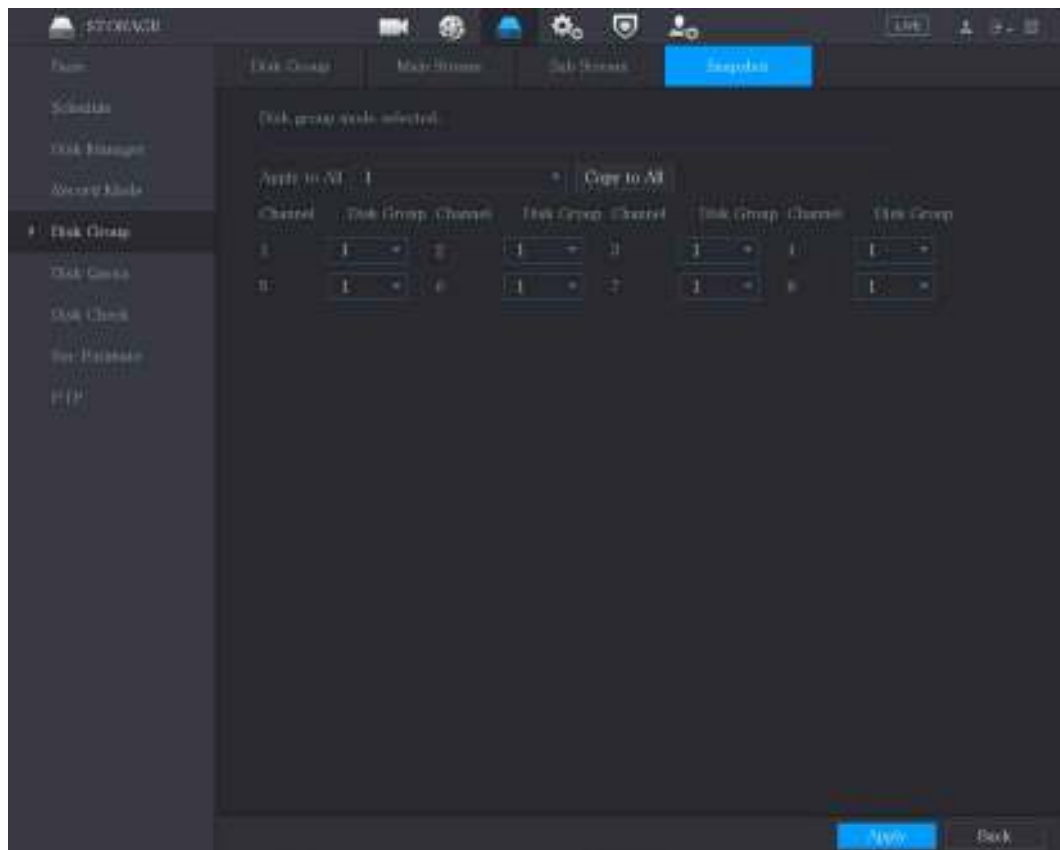 STORAGE LIVE
Basic
Schedule
Disk Manager
Record Mode
Disk Group
Disk Quota
Disk Check
Rec Estimate
FTP
Disk Group Main Stream Sub Stream Snapshot
Disk group mode selected.
Apply to All 1 Copy to All
Channel Disk Group Channel Disk Group Channel Disk Group Channel Disk Group
1 1 2 1 3 1 4 1
5 1 6 1 7 1 8 1
Apply Back